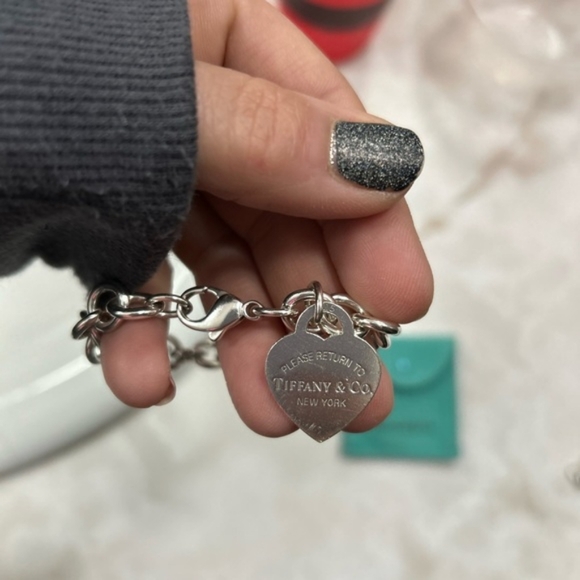 PLEASE RETURN TO
TIFFANY & CO.
NEW YORK